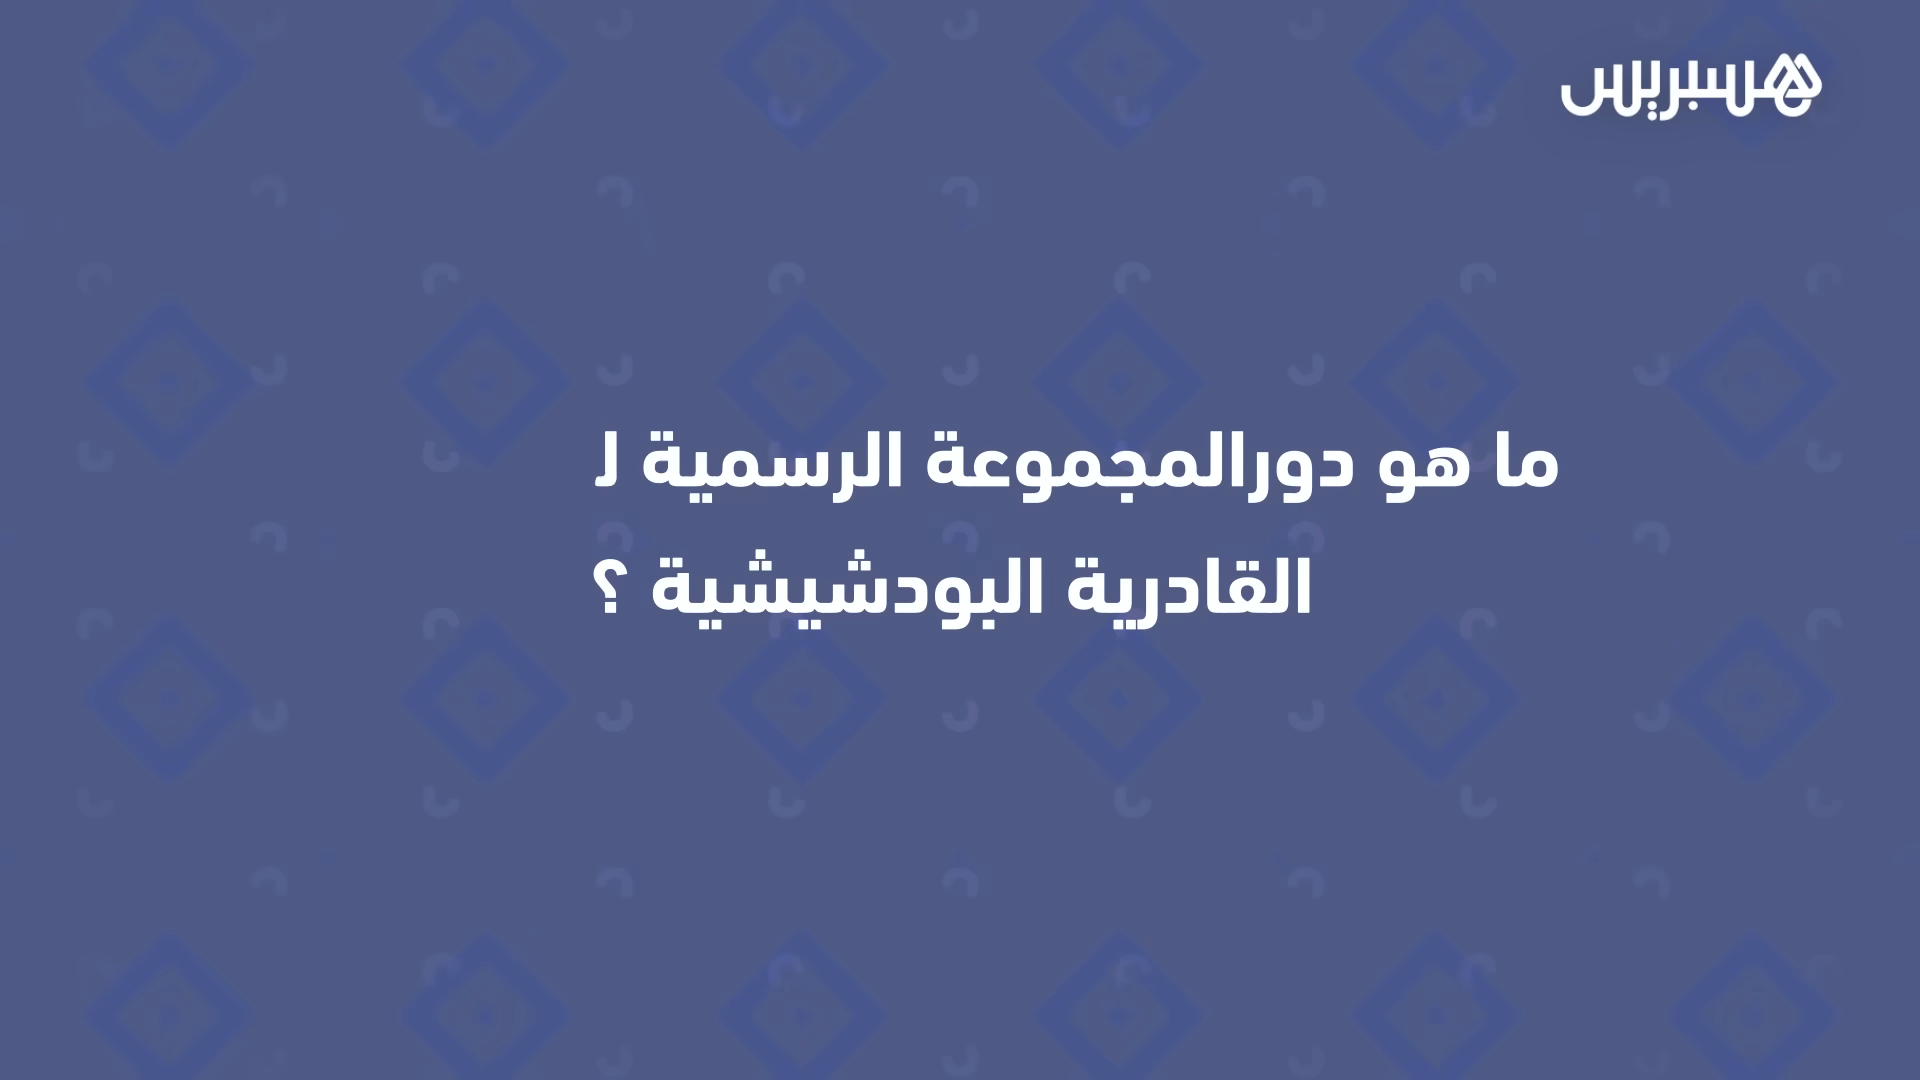 هسبريس
ما هو دورالمجموعة الرسمية لـ
القادرية البودشيشية ؟